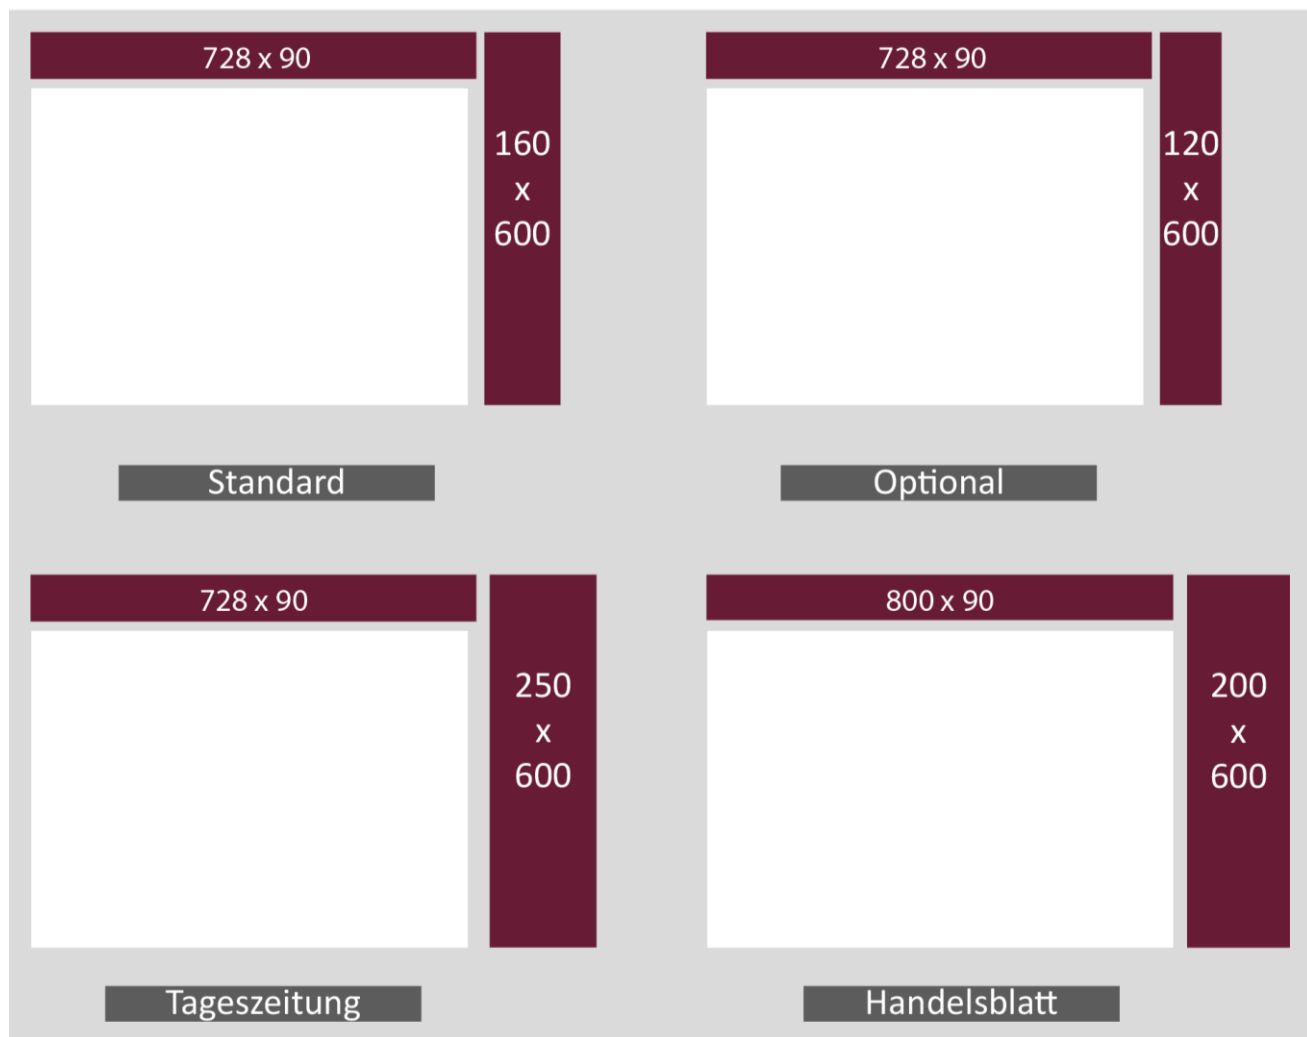 728 x 90
160
x
600
Standard
728 x 90
120
x
600
Optional
728 x 90
250
x
600
Tageszeitung
800 x 90
200
x
600
Handelsblatt